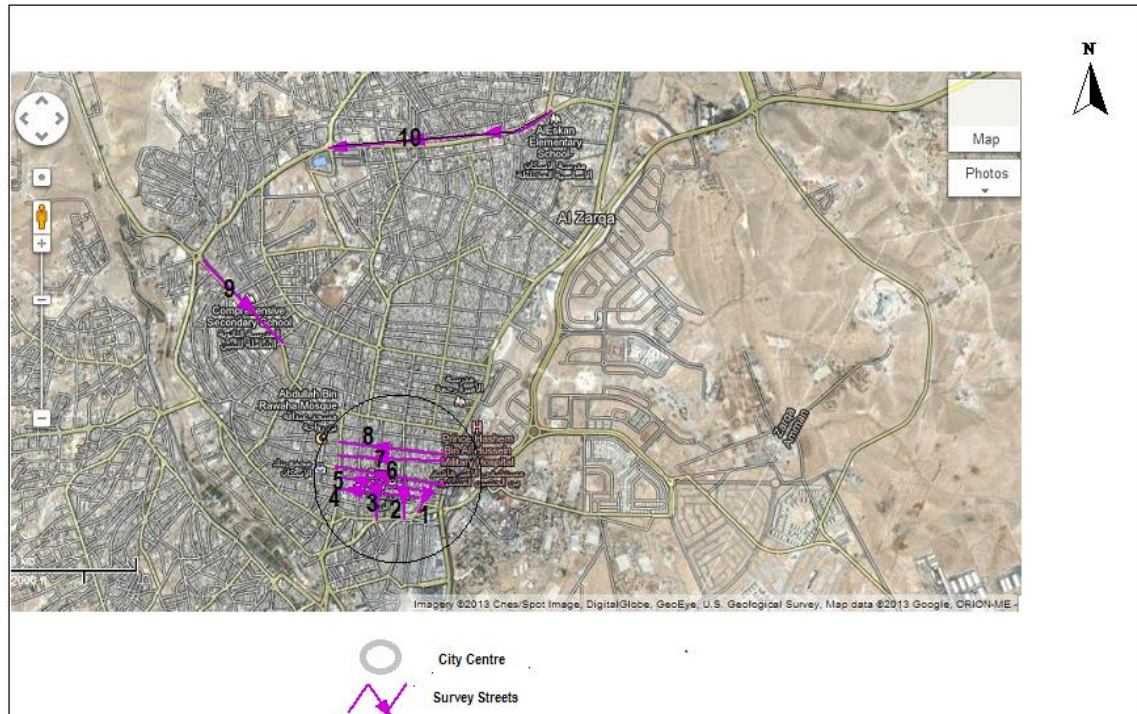 N
Map
Photos
10
A Eskan
Elementary
School
Al Zarqa
9
Comprehensive
Secondary School
Abdullah Bin
Rawaha Mosque
H
Prince Hashem
Bin Al-Hussein
Military Hospital
Zarqa
Amman
8
7
6
5
4
3
2
1
2000 ft
Imagery ©2013 Cnes/Spot Image, DigitalGlobe, GeoEye, U.S. Geological Survey, Map data ©2013 Google, ORION-ME -
City Centre
Survey Streets